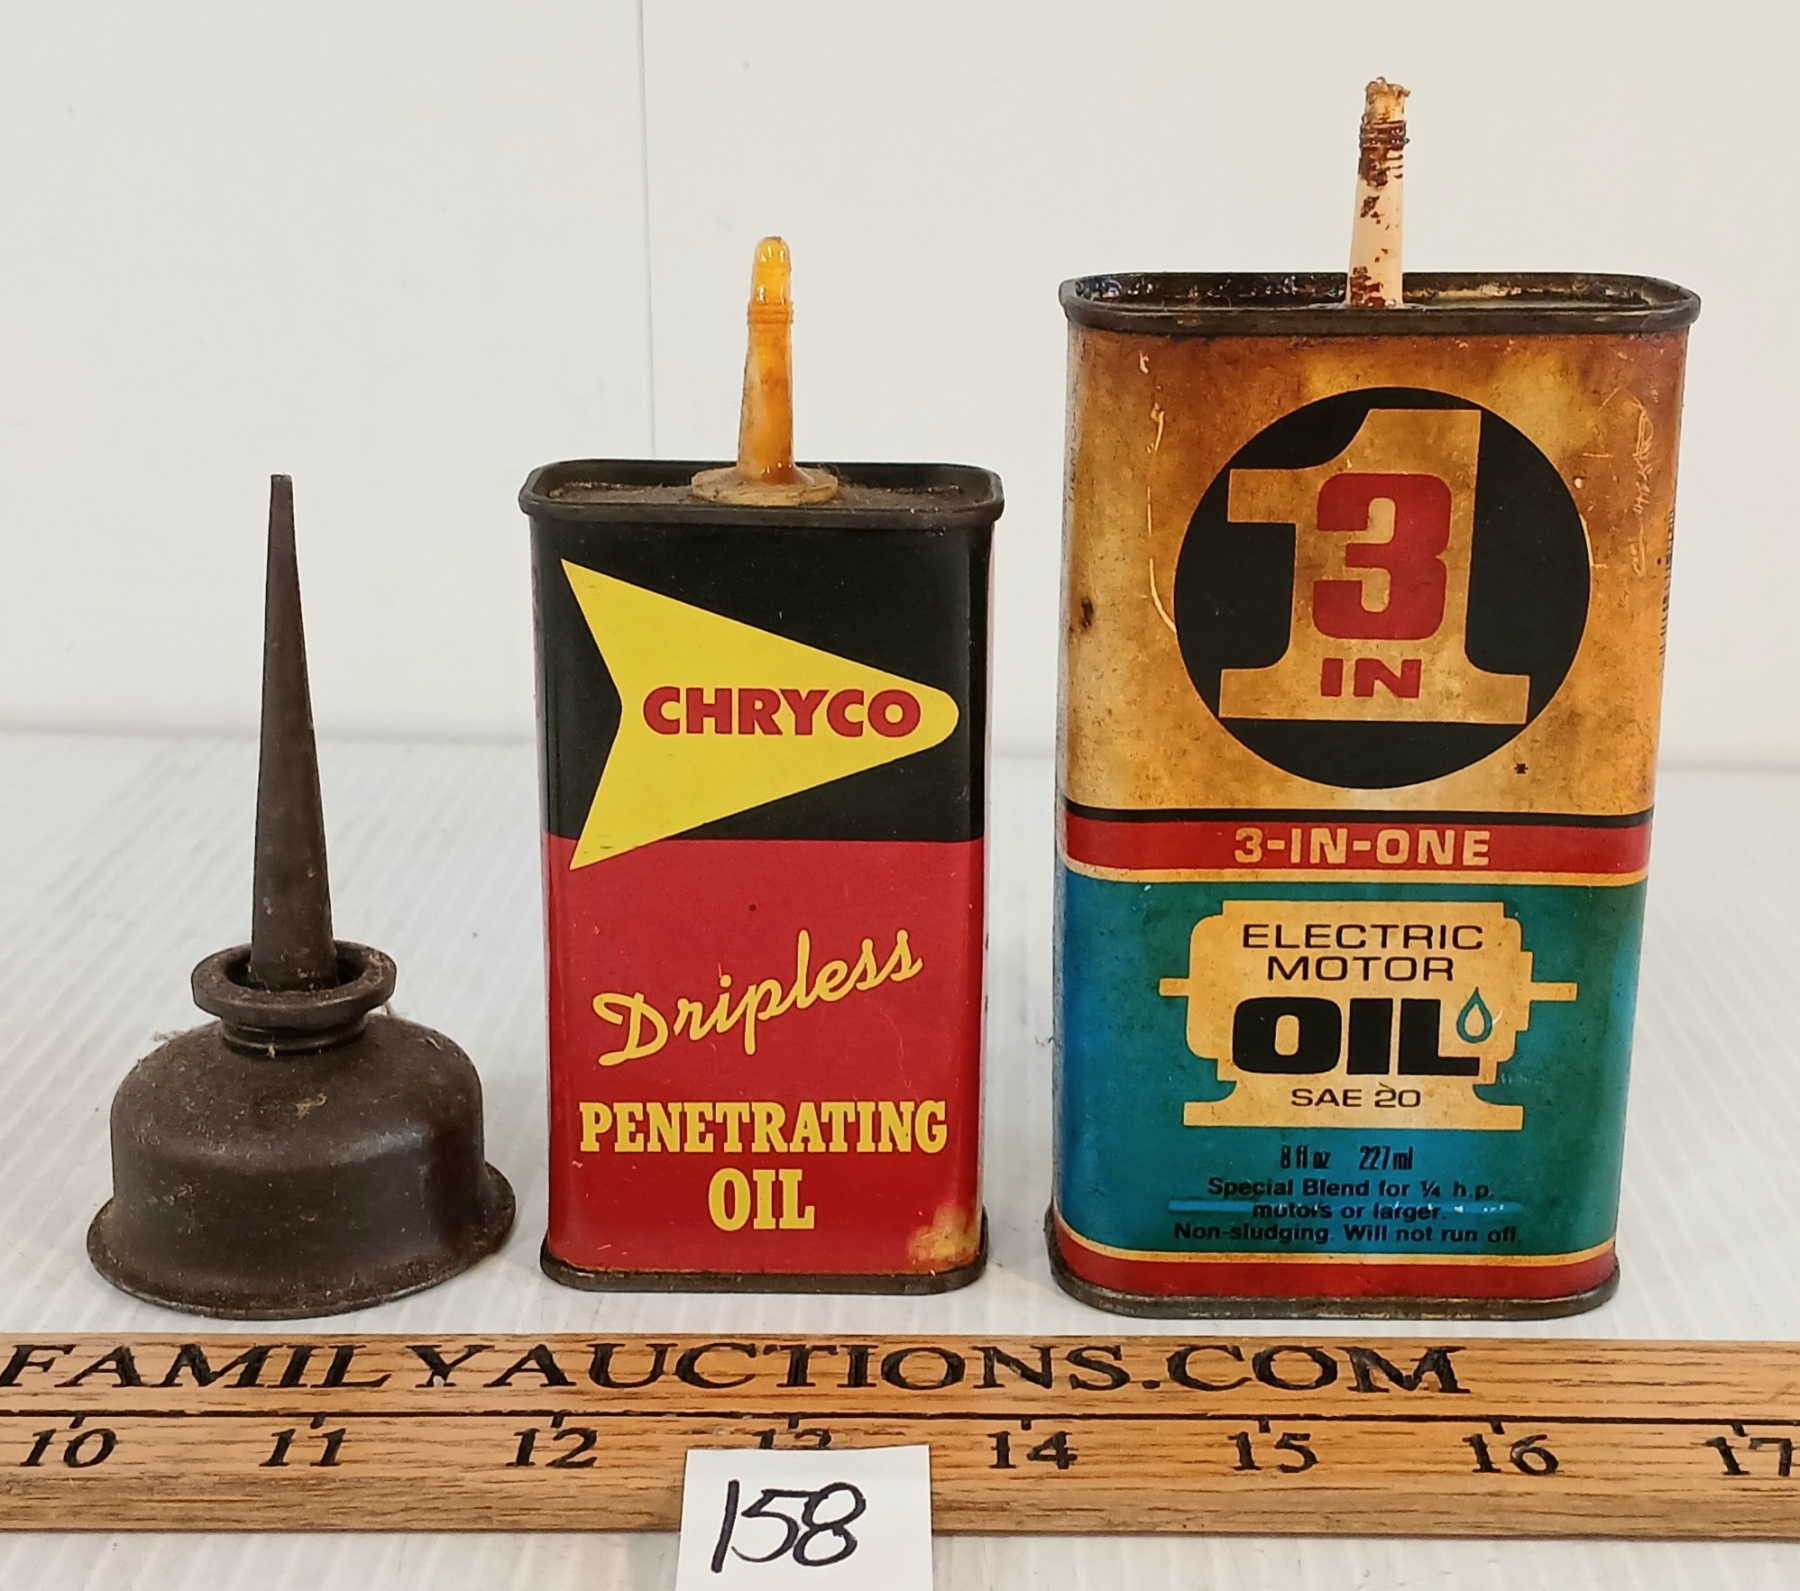 CHRYCO
Dripless
PENETRATING
OIL
1
3
IN
3-IN-ONE
ELECTRIC
MOTOR
OIL
SAE 20
8 fl oz 227 ml
Special Blend for ¼ h.p.
motors or larger.
Non-sludging. Will not run off.
FAMILYAUCTIONS.COM
10 11 12 13 14 15 16 17
158